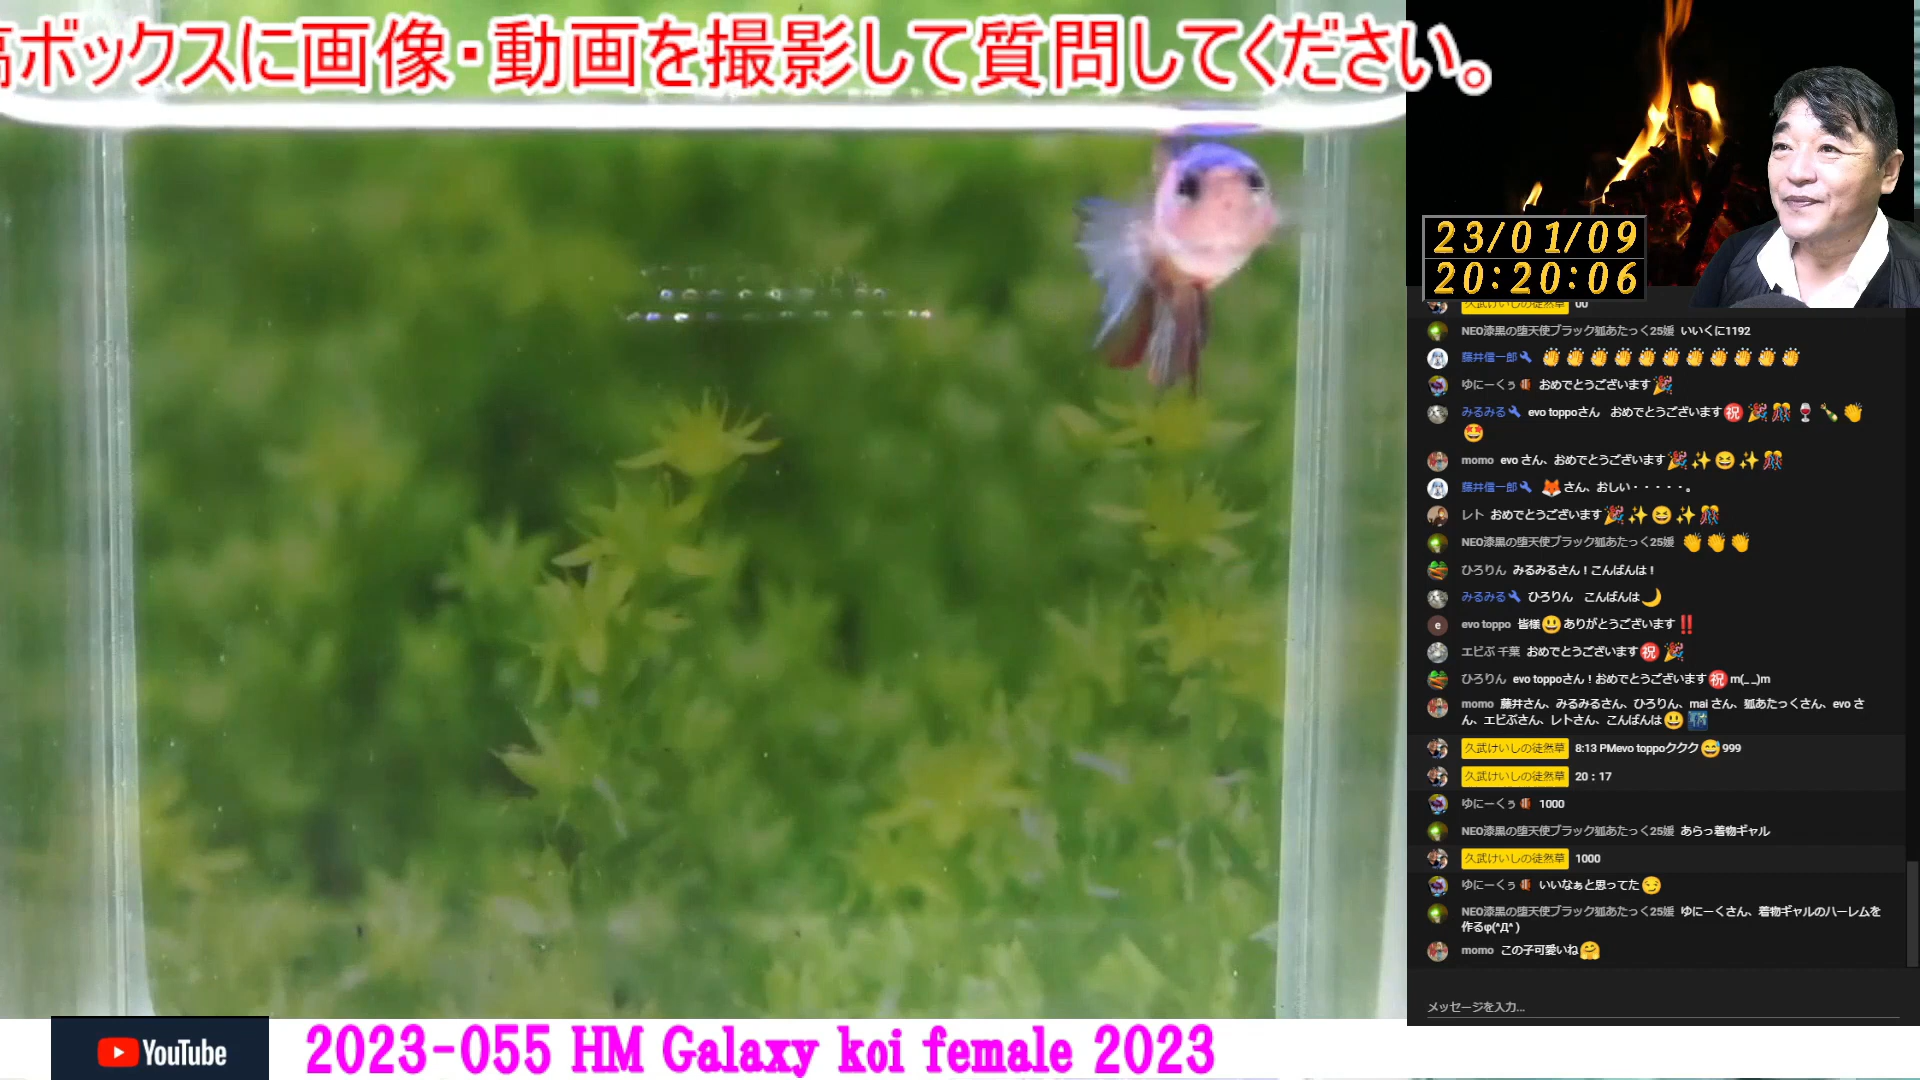 ボックスに画像・動画を撮影して質問してください。
23/01/09
20:20:06
久武けいしの徒然草 00
NEO漆黒の堕天使ブラック狐あたっく25媛 いいくに1192
藤井信一郎
ゆにーくぅ おめでとうございます
みるみる evo toppoさん おめでとうございます㊗
momo evo さん、おめでとうございます
藤井信一郎 さん、おしい・・・・・。
レト おめでとうございます
NEO漆黒の堕天使ブラック狐あたっく25媛
ひろりん みるみるさん！こんばんは！
みるみる ひろりん こんばんは
e evo toppo 皆様 ありがとうございます‼
エビぶ 千葉 おめでとうございます㊗
ひろりん evo toppoさん！おめでとうございます㊗m(_ _)m
momo 藤井さん、みるみるさん、ひろりん、mai さん、狐あたっくさん、evo さ
ん、エビぶさん、レトさん、こんばんは
久武けいしの徒然草 8:13 PMevo toppoククク 999
久武けいしの徒然草 20：17
ゆにーくぅ 1000
NEO漆黒の堕天使ブラック狐あたっく25媛 あらっ着物ギャル
久武けいしの徒然草 1000
ゆにーくぅ いいなぁと思ってた
NEO漆黒の堕天使ブラック狐あたっく25媛 ゆにーくさん、着物ギャルのハーレムを
作るφ(*Д*)
momo この子可愛いね
メッセージを入力...
YouTube
2023-055 HM Galaxy koi female 2023